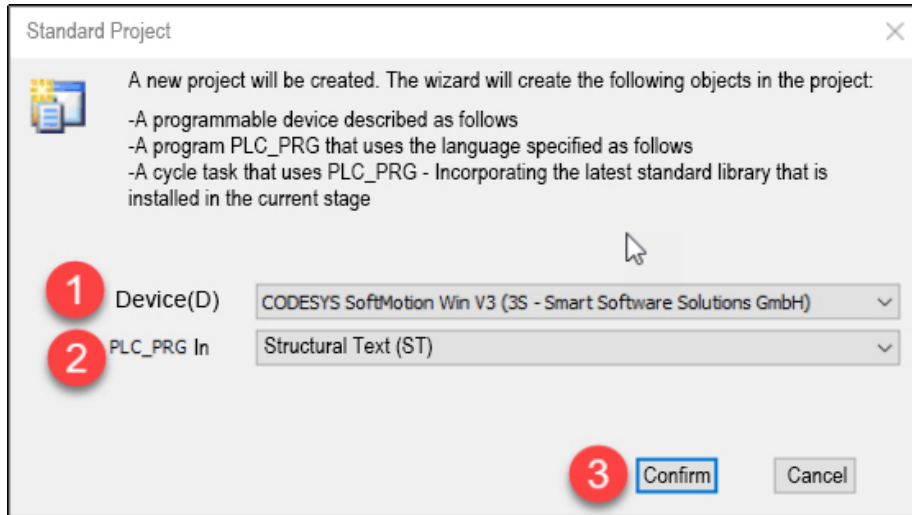 Standard Project
A new project will be created. The wizard will create the following objects in the project:
-A programmable device described as follows
-A program PLC_PRG that uses the language specified as follows
-A cycle task that uses PLC_PRG - Incorporating the latest standard library that is
installed in the current stage
1 Device(D) CODESYS SoftMotion Win V3 (3S - Smart Software Solutions GmbH)
2 PLC_PRG In Structural Text (ST)
3 Confirm Cancel